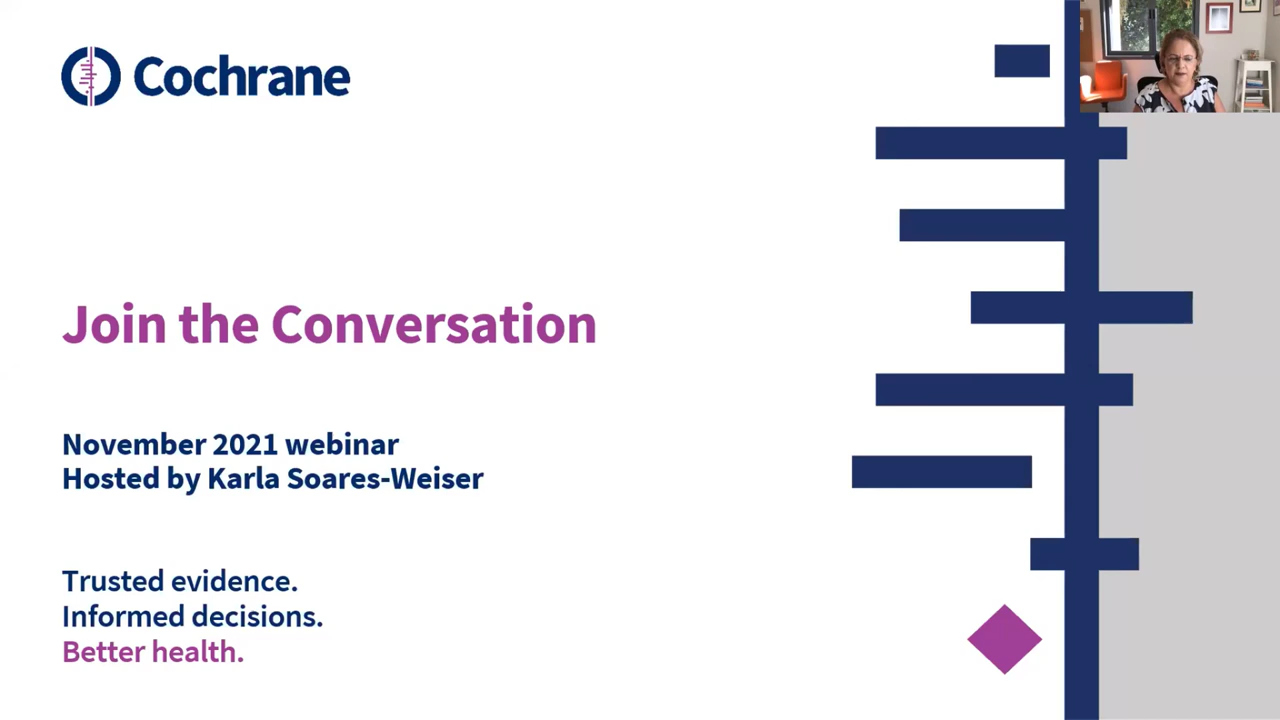 Cochrane
Join the Conversation
November 2021 webinar
Hosted by Karla Soares-Weiser
Trusted evidence.
Informed decisions.
Better health.